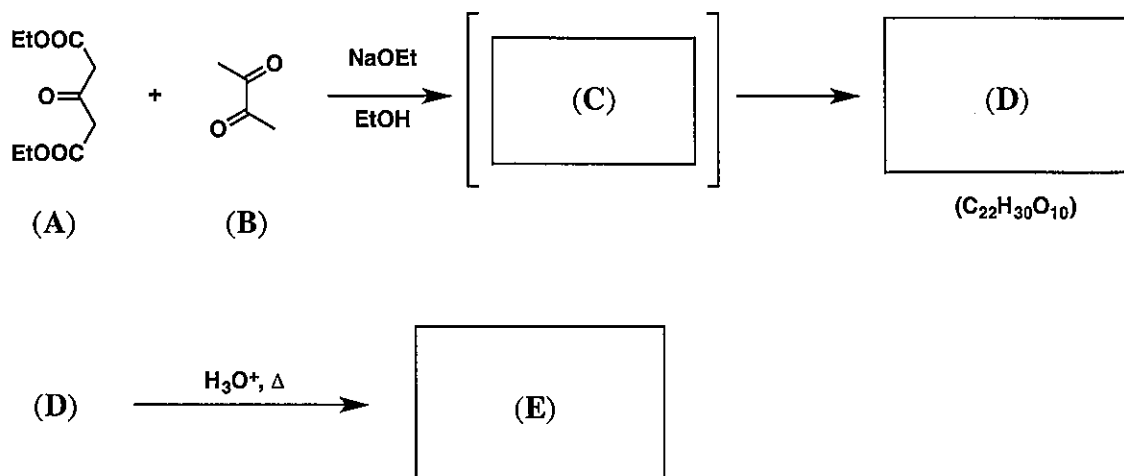 EtOOC
O
EtOOC
+
O
O
NaOEt
EtOH
(C)
(D)
(A)
(B)
(C₂₂H₃₀O₁₀)
(D)
H₃O⁺, Δ
(E)